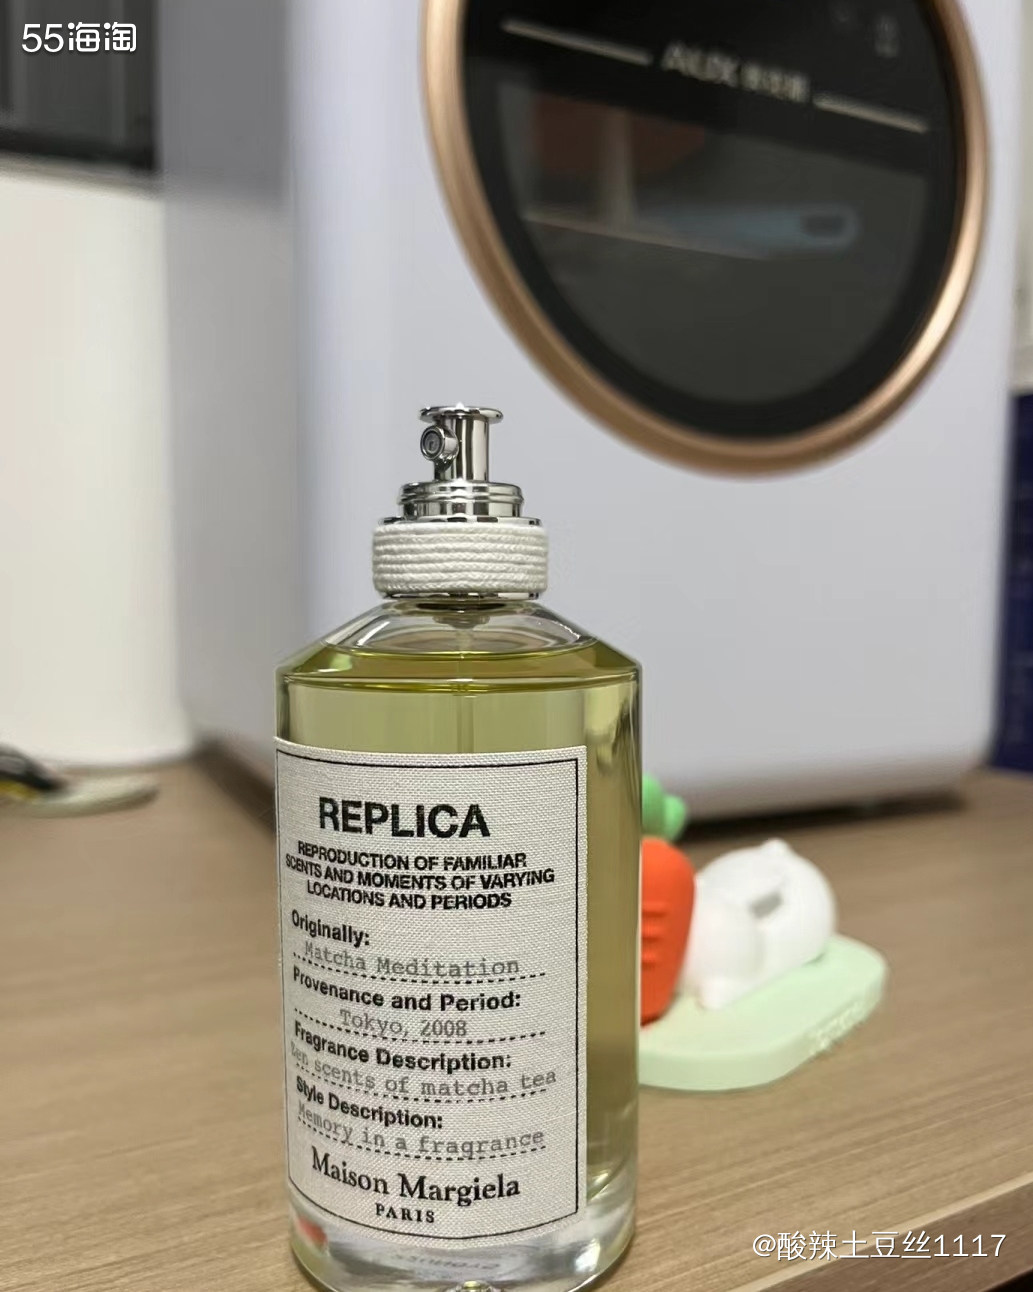 55海淘
AUX
REPLICA
REPRODUCTION OF FAMILIAR
SCENTS AND MOMENTS OF VARYING
LOCATIONS AND PERIODS
Originally:
Matcha Meditation
Provenance and Period:
Tokyo, 2008
Fragrance Description:
scents of matcha tea
Style Description:
Memory in a fragrance
Maison Margiela
PARIS
@酸辣土豆丝1117